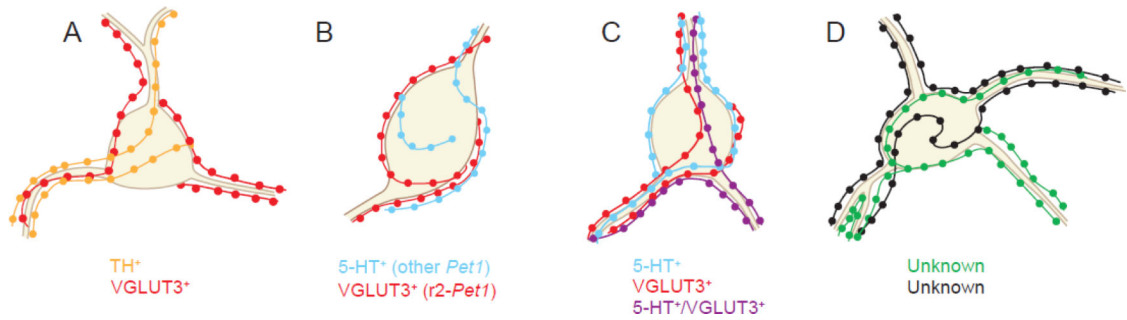 A B C D
TH⁺
VGLUT3⁺
5-HT⁺ (other Pet1)
VGLUT3⁺ (r2-Pet1)
5-HT⁺
VGLUT3⁺
5-HT⁺/VGLUT3⁺
Unknown
Unknown